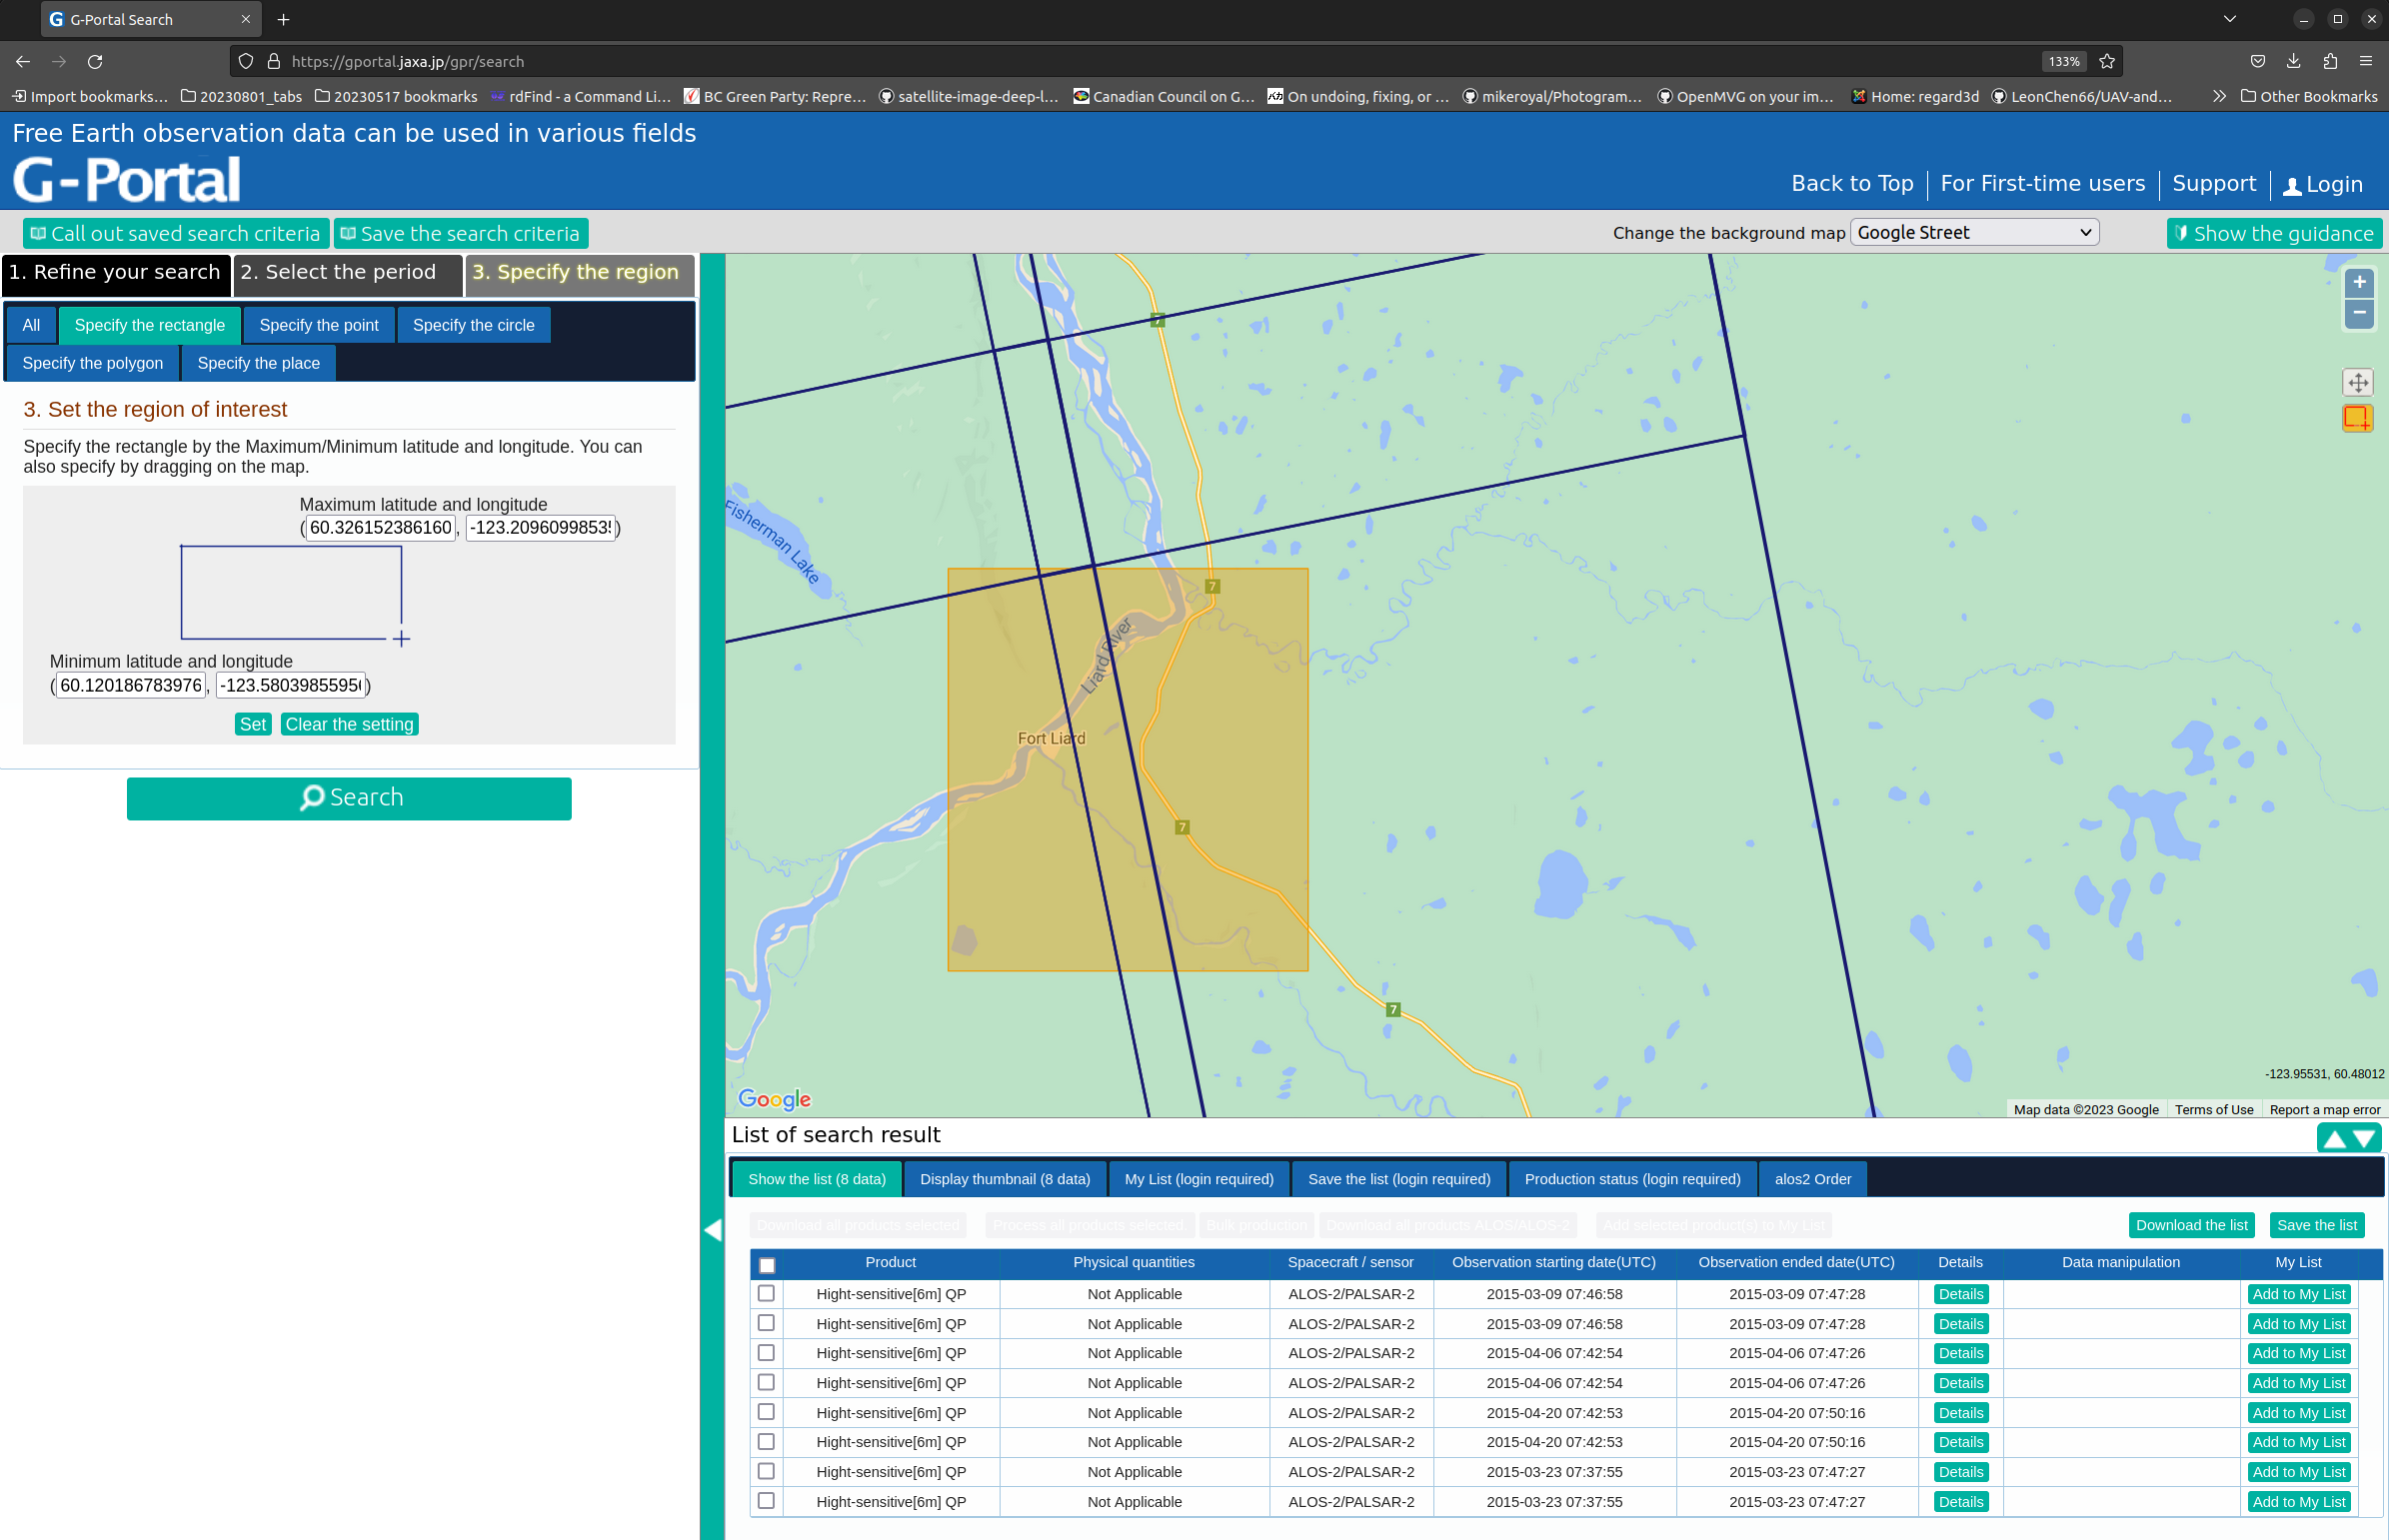 G-Portal Search
https://gportal.jaxa.jp/gpr/search
133%
Import bookmarks... 20230801_tabs 20230517 bookmarks rdFind - a Command Li... BC Green Party: Repre... satellite-image-deep-l... Canadian Council on G... On undoing, fixing, or ... mikeroyal/Photogram... OpenMVG on your im... Home: regard3d LeonChen66/UAV-and... Other Bookmarks
Free Earth observation data can be used in various fields
G-Portal
Back to Top For First-time users Support Login
Call out saved search criteria Save the search criteria Change the background map Google Street Show the guidance
1. Refine your search 2. Select the period 3. Specify the region
All Specify the rectangle Specify the point Specify the circle
Specify the polygon Specify the place
3. Set the region of interest
Specify the rectangle by the Maximum/Minimum latitude and longitude. You can
also specify by dragging on the map.
Maximum latitude and longitude
(60.326152386160, -123.20960998535)
Minimum latitude and longitude
(60.120186783976, -123.58039855956)
Set Clear the setting
Search
+
−
7
Fisherman Lake
7
Liard River
Fort Liard
7
7
-123.95531, 60.48012
Google
Map data ©2023 Google Terms of Use Report a map error
List of search result
Show the list (8 data) Display thumbnail (8 data) My List (login required) Save the list (login required) Production status (login required) alos2 Order
Download all products selected Process all products selected Bulk production Download all products ALOS/ALOS-2 Add selected product(s) to My List Download the list Save the list
Product Physical quantities Spacecraft / sensor Observation starting date(UTC) Observation ended date(UTC) Details Data manipulation My List
Hight-sensitive[6m] QP Not Applicable ALOS-2/PALSAR-2 2015-03-09 07:46:58 2015-03-09 07:47:28 Details Add to My List
Hight-sensitive[6m] QP Not Applicable ALOS-2/PALSAR-2 2015-03-09 07:46:58 2015-03-09 07:47:28 Details Add to My List
Hight-sensitive[6m] QP Not Applicable ALOS-2/PALSAR-2 2015-04-06 07:42:54 2015-04-06 07:47:26 Details Add to My List
Hight-sensitive[6m] QP Not Applicable ALOS-2/PALSAR-2 2015-04-06 07:42:54 2015-04-06 07:47:26 Details Add to My List
Hight-sensitive[6m] QP Not Applicable ALOS-2/PALSAR-2 2015-04-20 07:42:53 2015-04-20 07:50:16 Details Add to My List
Hight-sensitive[6m] QP Not Applicable ALOS-2/PALSAR-2 2015-04-20 07:42:53 2015-04-20 07:50:16 Details Add to My List
Hight-sensitive[6m] QP Not Applicable ALOS-2/PALSAR-2 2015-03-23 07:37:55 2015-03-23 07:47:27 Details Add to My List
Hight-sensitive[6m] QP Not Applicable ALOS-2/PALSAR-2 2015-03-23 07:37:55 2015-03-23 07:47:27 Details Add to My List